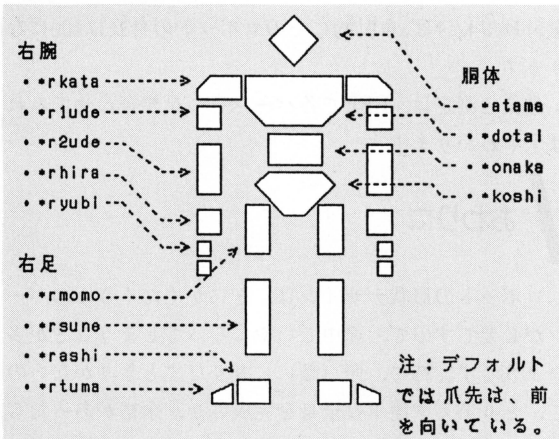 右腕
・*rkata
・*r1ude
・*r2ude
・*rhira
・*ryubi
右足
・*rmomo
・*rsune
・*rashi
・*rtuma
胴体
・*atama
・*dotai
・*onaka
・*koshi
注：デフォルト
では爪先は、前
を向いている。